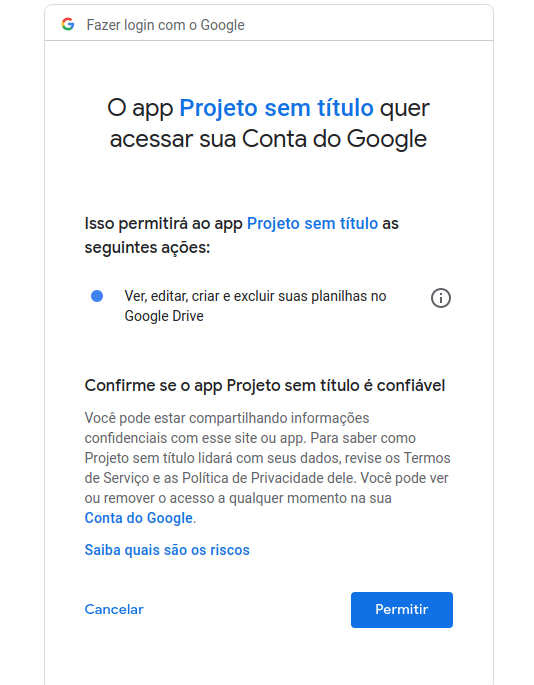 Fazer login com o Google
O app Projeto sem título quer
acessar sua Conta do Google
Isso permitirá ao app Projeto sem título as
seguintes ações:
Ver, editar, criar e excluir suas planilhas no
Google Drive
Confirme se o app Projeto sem título é confiável
Você pode estar compartilhando informações
confidenciais com esse site ou app. Para saber como
Projeto sem título lidará com seus dados, revise os Termos
de Serviço e as Política de Privacidade dele. Você pode ver
ou remover o acesso a qualquer momento na sua
Conta do Google.
Saiba quais são os riscos
Cancelar
Permitir